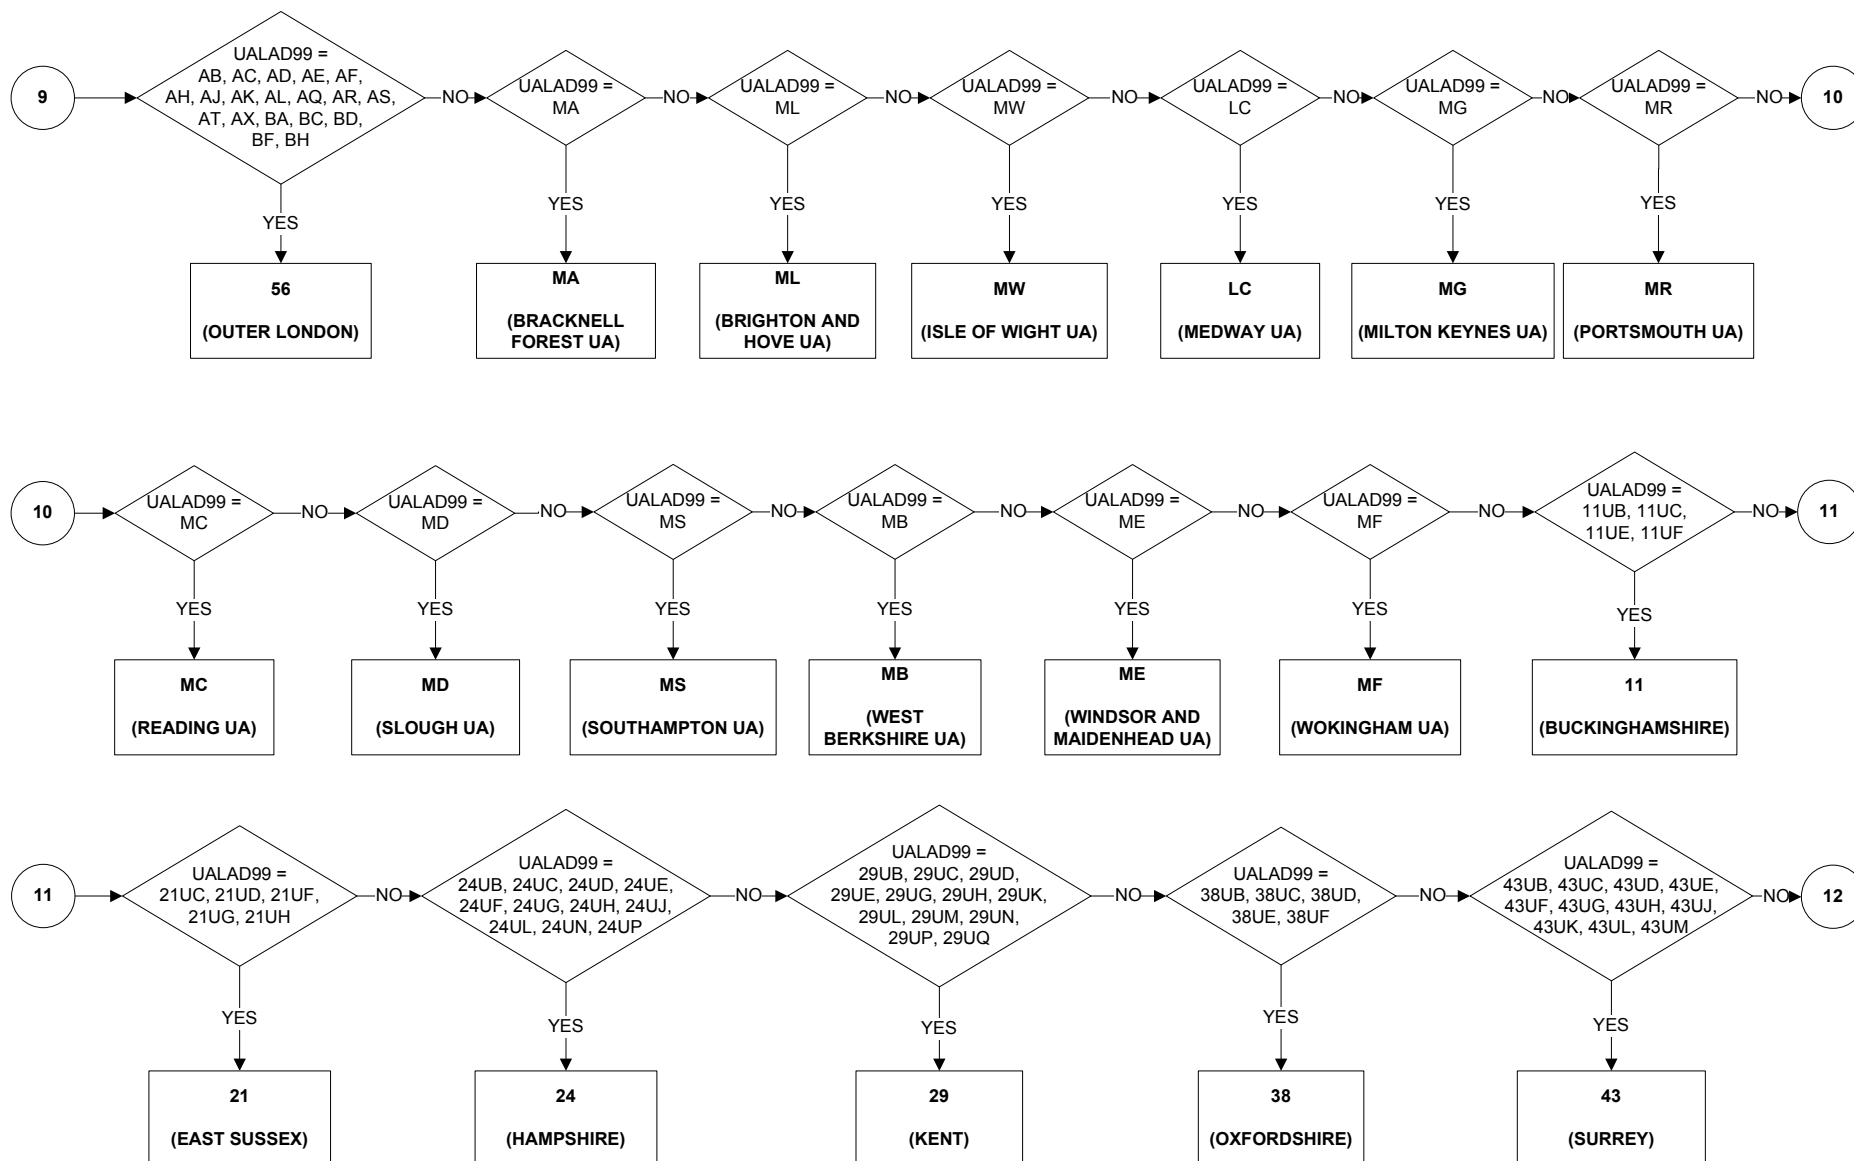 9
UALAD99 =
AB, AC, AD, AE, AF,
AH, AJ, AK, AL, AQ, AR, AS,
AT, AX, BA, BC, BD,
BF, BH
NO
UALAD99 =
MA
NO
UALAD99 =
ML
NO
UALAD99 =
MW
NO
UALAD99 =
LC
NO
UALAD99 =
MG
NO
UALAD99 =
MR
NO
10
YES
YES
YES
YES
YES
YES
YES
56
(OUTER LONDON)
MA
(BRACKNELL
FOREST UA)
ML
(BRIGHTON AND
HOVE UA)
MW
(ISLE OF WIGHT UA)
LC
(MEDWAY UA)
MG
(MILTON KEYNES UA)
MR
(PORTSMOUTH UA)
10
UALAD99 =
MC
NO
UALAD99 =
MD
NO
UALAD99 =
MS
NO
UALAD99 =
MB
NO
UALAD99 =
ME
NO
UALAD99 =
MF
NO
UALAD99 =
11UB, 11UC,
11UE, 11UF
NO
11
YES
YES
YES
YES
YES
YES
YES
MC
(READING UA)
MD
(SLOUGH UA)
MS
(SOUTHAMPTON UA)
MB
(WEST
BERKSHIRE UA)
ME
(WINDSOR AND
MAIDENHEAD UA)
MF
(WOKINGHAM UA)
11
(BUCKINGHAMSHIRE)
11
UALAD99 =
21UC, 21UD, 21UF,
21UG, 21UH
NO
UALAD99 =
24UB, 24UC, 24UD, 24UE,
24UF, 24UG, 24UH, 24UJ,
24UL, 24UN, 24UP
NO
UALAD99 =
29UB, 29UC, 29UD,
29UE, 29UG, 29UH, 29UK,
29UL, 29UM, 29UN,
29UP, 29UQ
NO
UALAD99 =
38UB, 38UC, 38UD,
38UE, 38UF
NO
UALAD99 =
43UB, 43UC, 43UD, 43UE,
43UF, 43UG, 43UH, 43UJ,
43UK, 43UL, 43UM
NO
12
YES
YES
YES
YES
YES
21
(EAST SUSSEX)
24
(HAMPSHIRE)
29
(KENT)
38
(OXFORDSHIRE)
43
(SURREY)